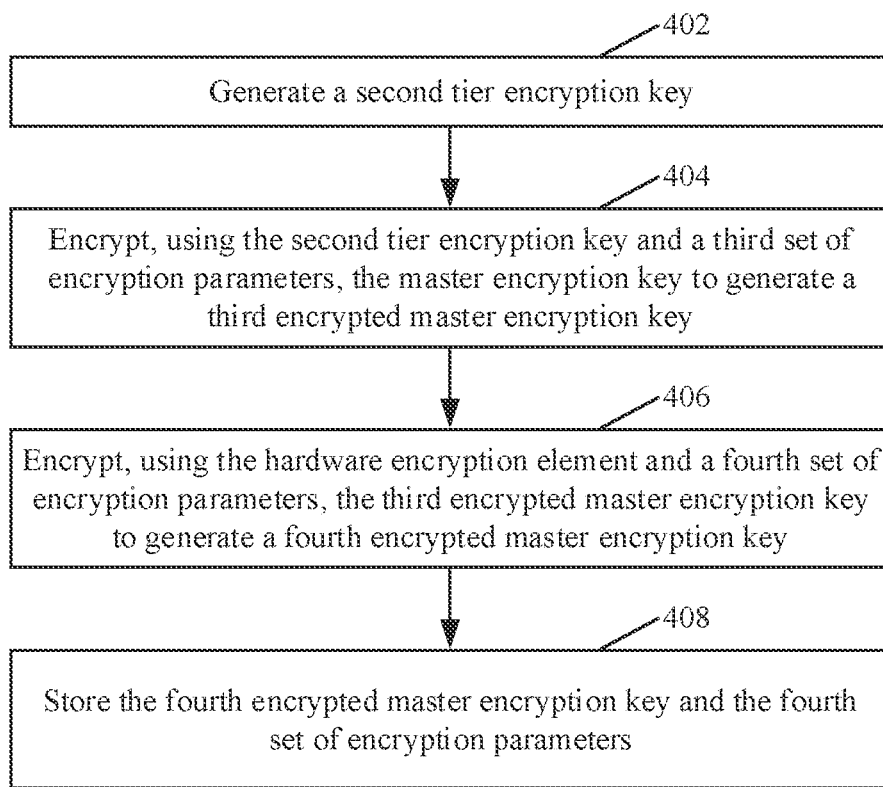 402
Generate a second tier encryption key
404
Encrypt, using the second tier encryption key and a third set of
encryption parameters, the master encryption key to generate a
third encrypted master encryption key
406
Encrypt, using the hardware encryption element and a fourth set of
encryption parameters, the third encrypted master encryption key
to generate a fourth encrypted master encryption key
408
Store the fourth encrypted master encryption key and the fourth
set of encryption parameters